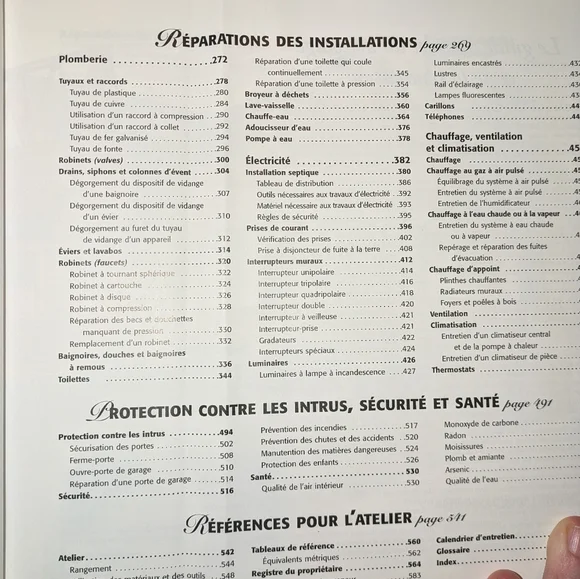 RÉPARATIONS DES INSTALLATIONS page 269
Plomberie .272
Tuyaux et raccords .278
Tuyau de plastique .280
Tuyau de cuivre .284
Utilisation d'un raccord à compression .290
Utilisation d'un raccord à collet .292
Tuyau de fer galvanisé .294
Tuyau de fonte .296
Robinets (valves) .300
Drains, siphons et colonnes d'évent .304
Dégorgement du dispositif de vidange
d'une baignoire .307
Dégorgement du dispositif de vidange
d'un évier .310
Dégorgement au furet du tuyau
de vidange d'un appareil .312
Éviers et lavabos .314
Robinets (faucets) .320
Robinet à tournant sphérique .322
Robinet à cartouche .324
Robinet à disque .326
Robinet à compression .328
Réparation des becs et douchettes
manquant de pression .330
Remplacement d'un robinet .332
Baignoires, douches et baignoires
à remous .336
Toilettes .344
Réparation d'une toilette qui coule
continuellement .345
Réparation d'une toilette à pression .354
Broyeur à déchets .356
Lave-vaisselle .360
Chauffe-eau .364
Adoucisseur d'eau .376
Pompe à eau .378
Électricité .382
Installation septique .380
Tableau de distribution .386
Outils nécessaires aux travaux d'électricité .392
Matériel nécessaire aux travaux d'électricité .393
Règles de sécurité .395
Prises de courant .396
Vérification des prises .402
Prise à disjoncteur de fuite à la terre .408
Interrupteurs muraux .412
Interrupteur unipolaire .414
Interrupteur tripolaire .416
Interrupteur quadripolaire .418
Interrupteur double .420
Interrupteur à veilleuse .421
Interrupteur-prise .421
Gradateurs .422
Interrupteurs spéciaux .424
Luminaires .426
Luminaires à lampe à incandescence .427
Luminaires encastrés
Lustres
Rail d'éclairage
Lampes fluorescentes
Carillons
Téléphones
Chauffage, ventilation
et climatisation
Chauffage
Chauffage au gaz à air pulsé
Équilibrage du système à air pulsé
Entretien du système à air pulsé
Entretien de l'humidificateur
Chauffage à l'eau chaude ou à la vapeur
Entretien du système à eau chaude
ou à vapeur
Repérage et réparation des fuites
d'évacuation
Chauffage d'appoint
Plinthes chauffantes
Radiateurs muraux
Foyers et poêles à bois
Ventilation
Climatisation
Entretien d'un climatiseur central
et de la pompe à chaleur
Entretien d'un climatiseur de pièce
Thermostats
PROTECTION CONTRE LES INTRUS, SÉCURITÉ ET SANTÉ page 491
Protection contre les intrus .494
Sécurisation des portes .502
Ferme-porte .508
Ouvre-porte de garage .510
Réparation d'une porte de garage .514
Sécurité .516
Prévention des incendies .517
Prévention des chutes et des accidents .520
Manutention des matières dangereuses .524
Protection des enfants .526
Santé .530
Qualité de l'air intérieur .530
Monoxyde de carbone
Radon
Moisissures
Plomb et amiante
Arsenic
Qualité de l'eau
RÉFÉRENCES POUR L'ATELIER page 541
Atelier .542
Rangement .544
matériaux et des outils .548
Tableaux de référence .560
Équivalents métriques .562
Registre du propriétaire .564
.583
Calendrier d'entretien
Glossaire
Index